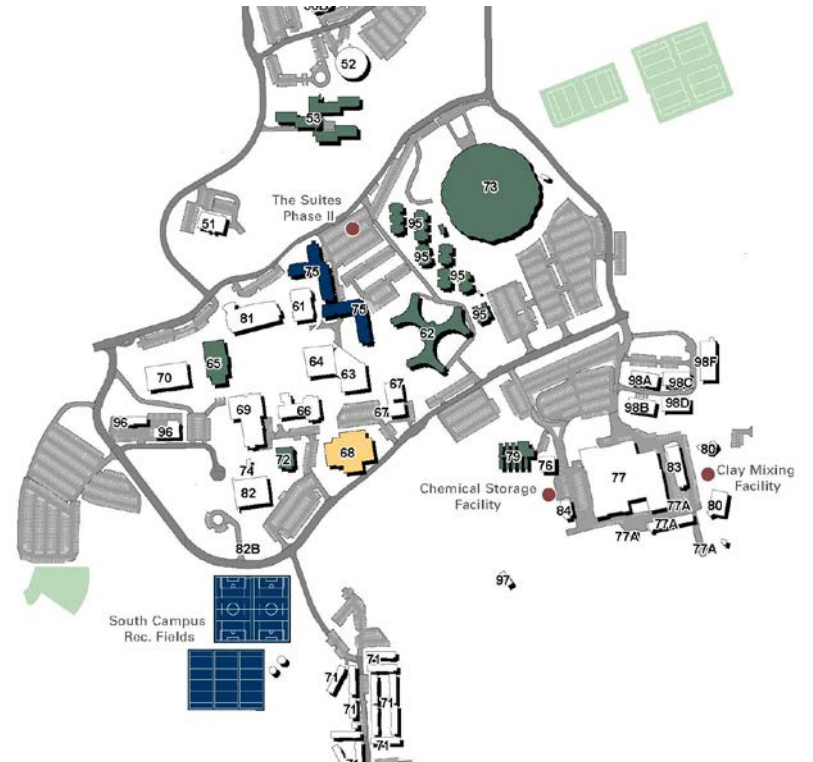 52
53
73
The Suites
Phase II
51
95
95
75
95
61
75
95
81
62
65
64
63
70
98F
98A
98C
67
69
66
67
98B
98D
96
96
68
79
80
72
76
77
83
74
Clay Mixing
Facility
82
Chemical Storage
Facility
84
77A
80
77A
77A
77A
82B
97
South Campus
Rec. Fields
71
71
71
71
71